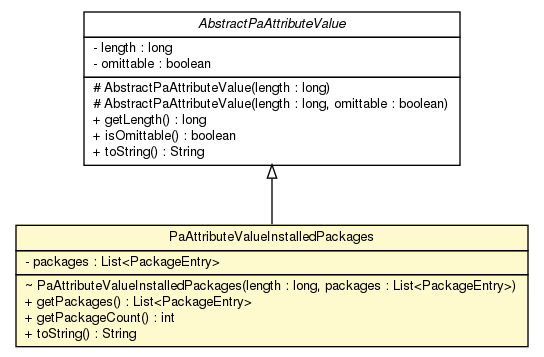 AbstractPaAttributeValue
- length : long
- omittable : boolean
# AbstractPaAttributeValue(length : long)
# AbstractPaAttributeValue(length : long, omittable : boolean)
+ getLength() : long
+ isOmittable() : boolean
+ toString() : String
PaAttributeValueInstalledPackages
- packages : List<PackageEntry>
~ PaAttributeValueInstalledPackages(length : long, packages : List<PackageEntry>)
+ getPackages() : List<PackageEntry>
+ getPackageCount() : int
+ toString() : String